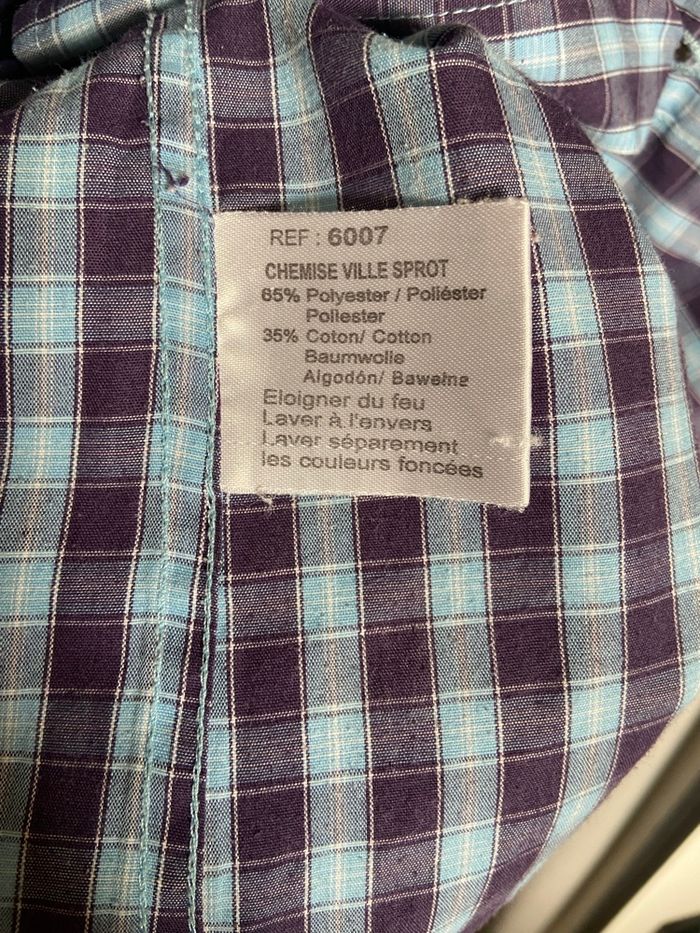 REF : 6007
CHEMISE VILLE SPROT
65% Polyester / Poliéster
Poliester
35% Coton/ Cotton
Baumwolle
Algodón/ Bawełne
Eloigner du feu
Laver à l'envers
Laver séparement
les couleurs foncées